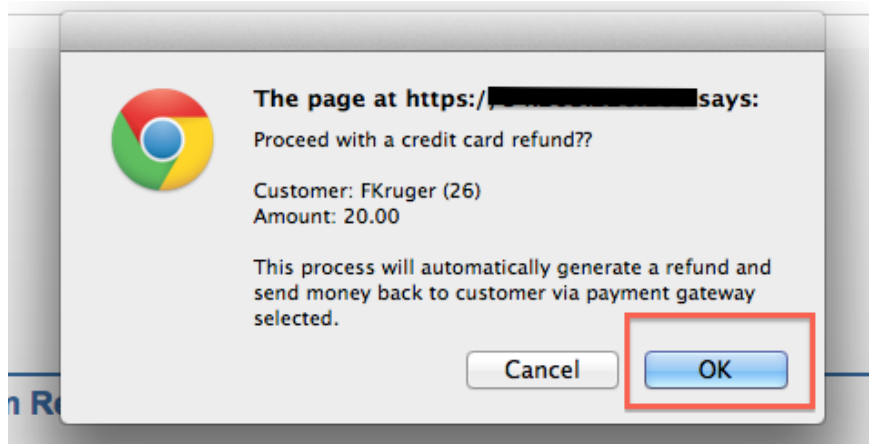 The page at https:/ says:
Proceed with a credit card refund??
Customer: FKruger (26)
Amount: 20.00
This process will automatically generate a refund and
send money back to customer via payment gateway
selected.
Cancel OK